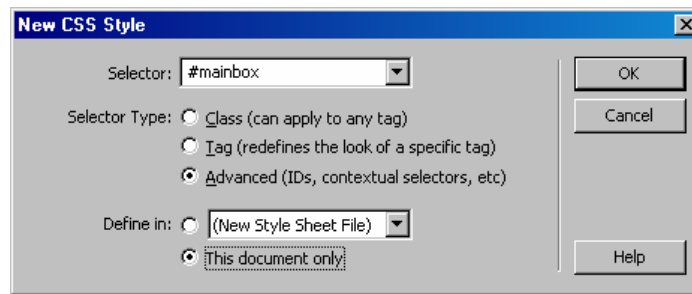 New CSS Style
Selector: #mainbox
OK
Selector Type: Class (can apply to any tag)
Cancel
Tag (redefines the look of a specific tag)
Advanced (IDs, contextual selectors, etc)
Define in: (New Style Sheet File)
This document only
Help